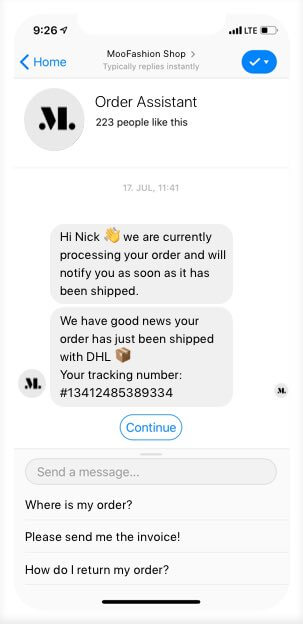 9:26 LTE
Home
MooFashion Shop >
Typically replies instantly
M.
Order Assistant
223 people like this
17. JUL, 11:41
Hi Nick 👋 we are currently
processing your order and will
notify you as soon as it has
been shipped.
We have good news your
order has just been shipped
with DHL 📦
Your tracking number:
#13412485389334
M.
M.
Continue
Send a message...
Where is my order?
Please send me the invoice!
How do I return my order?